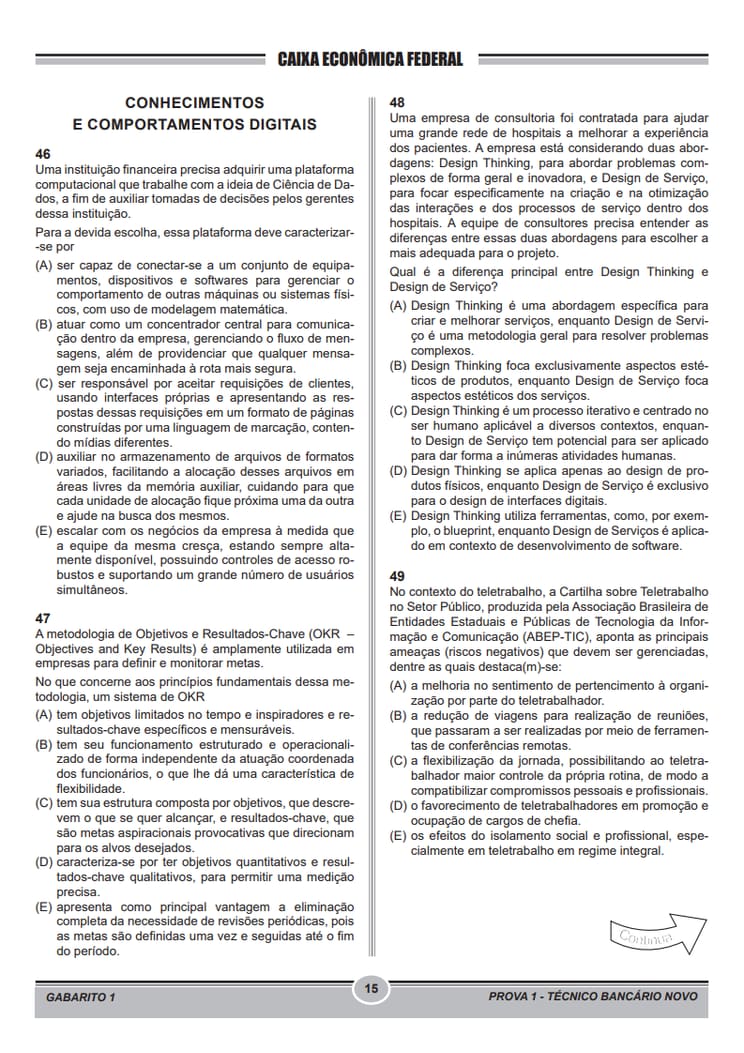 CAIXA ECONÔMICA FEDERAL
CONHECIMENTOS
E COMPORTAMENTOS DIGITAIS
46
Uma instituição financeira precisa adquirir uma plataforma
computacional que trabalhe com a ideia de Ciência de Da-
dos, a fim de auxiliar tomadas de decisões pelos gerentes
dessa instituição.
Para a devida escolha, essa plataforma deve caracterizar-
-se por
(A) ser capaz de conectar-se a um conjunto de equipa-
mentos, dispositivos e softwares para gerenciar o
comportamento de outras máquinas ou sistemas físi-
cos, com uso de modelagem matemática.
(B) atuar como um concentrador central para comunica-
ção dentro da empresa, gerenciando o fluxo de men-
sagens, além de providenciar que qualquer mensa-
gem seja encaminhada à rota mais segura.
(C) ser responsável por aceitar requisições de clientes,
usando interfaces próprias e apresentando as res-
postas dessas requisições em um formato de páginas
construídas por uma linguagem de marcação, conten-
do mídias diferentes.
(D) auxiliar no armazenamento de arquivos de formatos
variados, facilitando a alocação desses arquivos em
áreas livres da memória auxiliar, cuidando para que
cada unidade de alocação fique próxima uma da outra
e ajude na busca dos mesmos.
(E) escalar com os negócios da empresa à medida que
a equipe da mesma cresça, estando sempre alta-
mente disponível, possuindo controles de acesso ro-
bustos e suportando um grande número de usuários
simultâneos.
47
A metodologia de Objetivos e Resultados-Chave (OKR –
Objectives and Key Results) é amplamente utilizada em
empresas para definir e monitorar metas.
No que concerne aos princípios fundamentais dessa me-
todologia, um sistema de OKR
(A) tem objetivos limitados no tempo e inspiradores e re-
sultados-chave específicos e mensuráveis.
(B) tem seu funcionamento estruturado e operacionali-
zado de forma independente da atuação coordenada
dos funcionários, o que lhe dá uma característica de
flexibilidade.
(C) tem sua estrutura composta por objetivos, que descre-
vem o que se quer alcançar, e resultados-chave, que
são metas aspiracionais provocativas que direcionam
para os alvos desejados.
(D) caracteriza-se por ter objetivos quantitativos e resul-
tados-chave qualitativos, para permitir uma medição
precisa.
(E) apresenta como principal vantagem a eliminação
completa da necessidade de revisões periódicas, pois
as metas são definidas uma vez e seguidas até o fim
do período.
48
Uma empresa de consultoria foi contratada para ajudar
uma grande rede de hospitais a melhorar a experiência
dos pacientes. A empresa está considerando duas abor-
dagens: Design Thinking, para abordar problemas com-
plexos de forma geral e inovadora, e Design de Serviço,
para focar especificamente na criação e na otimização
das interações e dos processos de serviço dentro dos
hospitais. A equipe de consultores precisa entender as
diferenças entre essas duas abordagens para escolher a
mais adequada para o projeto.
Qual é a diferença principal entre Design Thinking e
Design de Serviço?
(A) Design Thinking é uma abordagem específica para
criar e melhorar serviços, enquanto Design de Servi-
ço é uma metodologia geral para resolver problemas
complexos.
(B) Design Thinking foca exclusivamente aspectos esté-
ticos de produtos, enquanto Design de Serviço foca
aspectos estéticos dos serviços.
(C) Design Thinking é um processo iterativo e centrado no
ser humano aplicável a diversos contextos, enquan-
to Design de Serviço tem potencial para ser aplicado
para dar forma a inúmeras atividades humanas.
(D) Design Thinking se aplica apenas ao design de pro-
dutos físicos, enquanto Design de Serviço é exclusivo
para o design de interfaces digitais.
(E) Design Thinking utiliza ferramentas, como, por exem-
plo, o blueprint, enquanto Design de Serviços é aplica-
do em contexto de desenvolvimento de software.
49
No contexto do teletrabalho, a Cartilha sobre Teletrabalho
no Setor Público, produzida pela Associação Brasileira de
Entidades Estaduais e Públicas de Tecnologia da Infor-
mação e Comunicação (ABEP-TIC), aponta as principais
ameaças (riscos negativos) que devem ser gerenciadas,
dentre as quais destaca(m)-se:
(A) a melhoria no sentimento de pertencimento à organi-
zação por parte do teletrabalhador.
(B) a redução de viagens para realização de reuniões,
que passaram a ser realizadas por meio de ferramen-
tas de conferências remotas.
(C) a flexibilização da jornada, possibilitando ao teletra-
balhador maior controle da própria rotina, de modo a
compatibilizar compromissos pessoais e profissionais.
(D) o favorecimento de teletrabalhadores em promoção e
ocupação de cargos de chefia.
(E) os efeitos do isolamento social e profissional, espe-
cialmente em teletrabalho em regime integral.
Continua
GABARITO 1
15
PROVA 1 - TÉCNICO BANCÁRIO NOVO